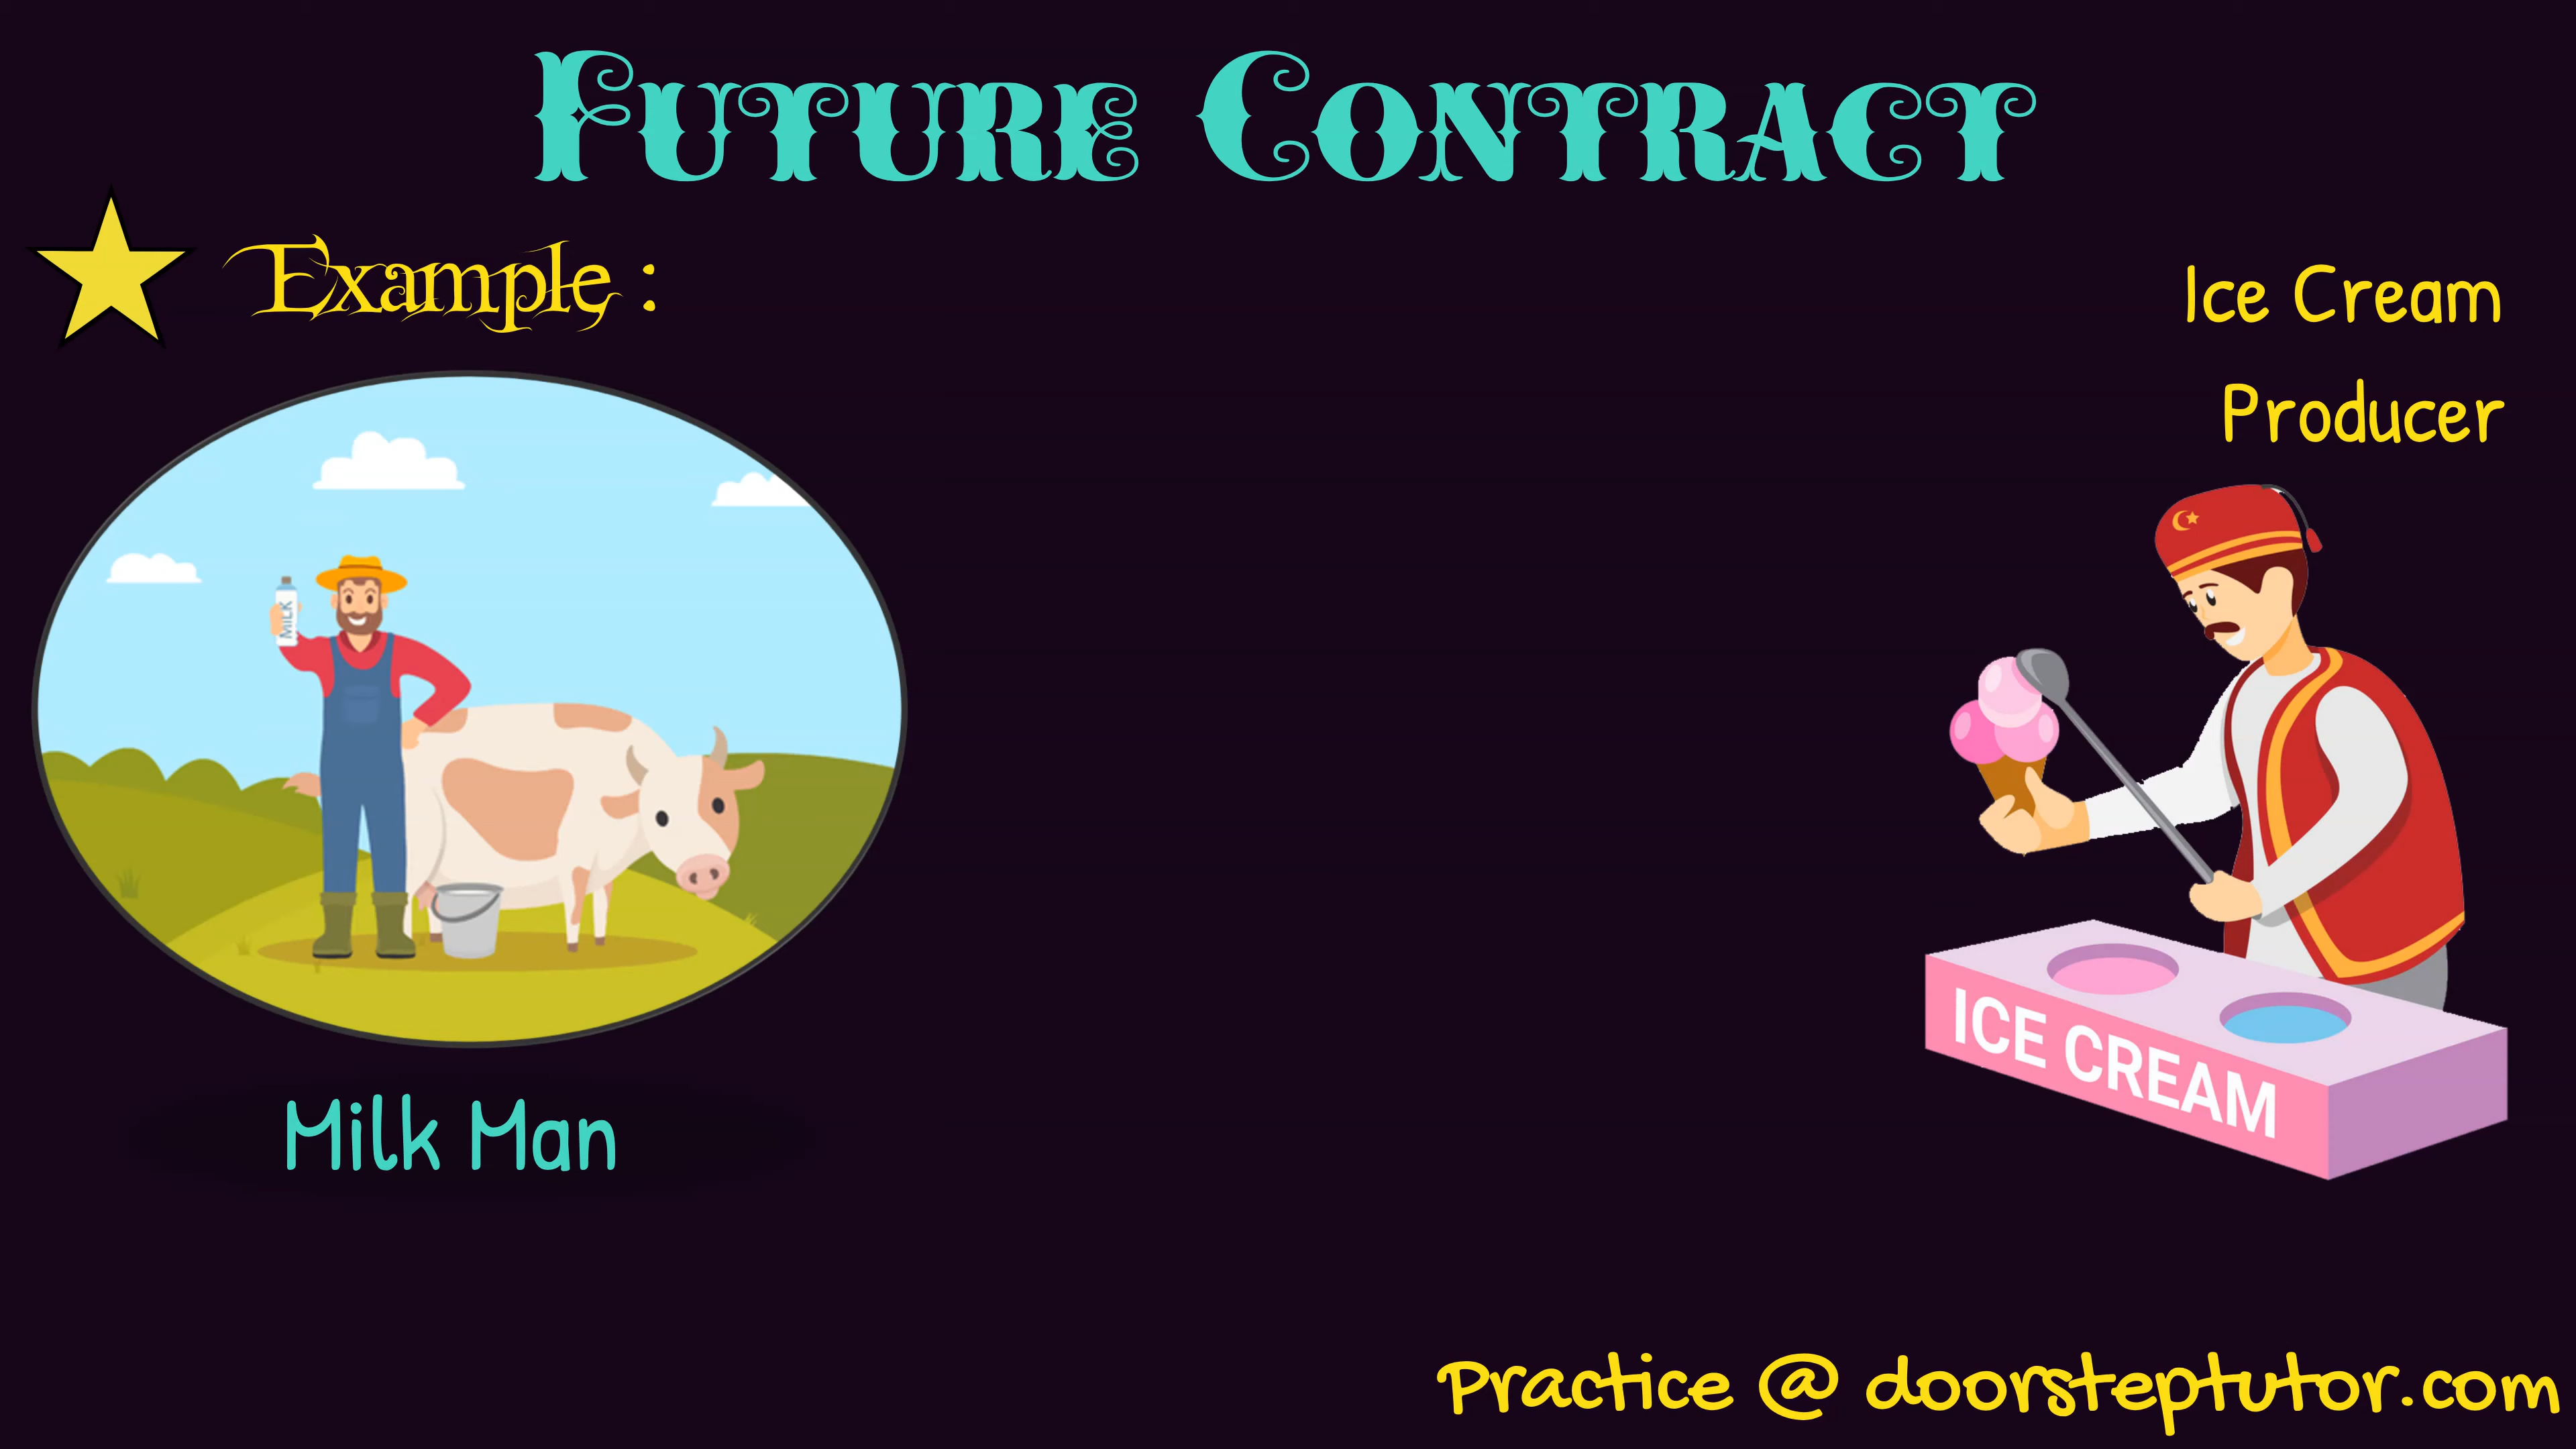 Future Contract
Example :
Ice Cream
Producer
MILK
ICE CREAM
Milk Man
Practice @ doorsteptutor.com